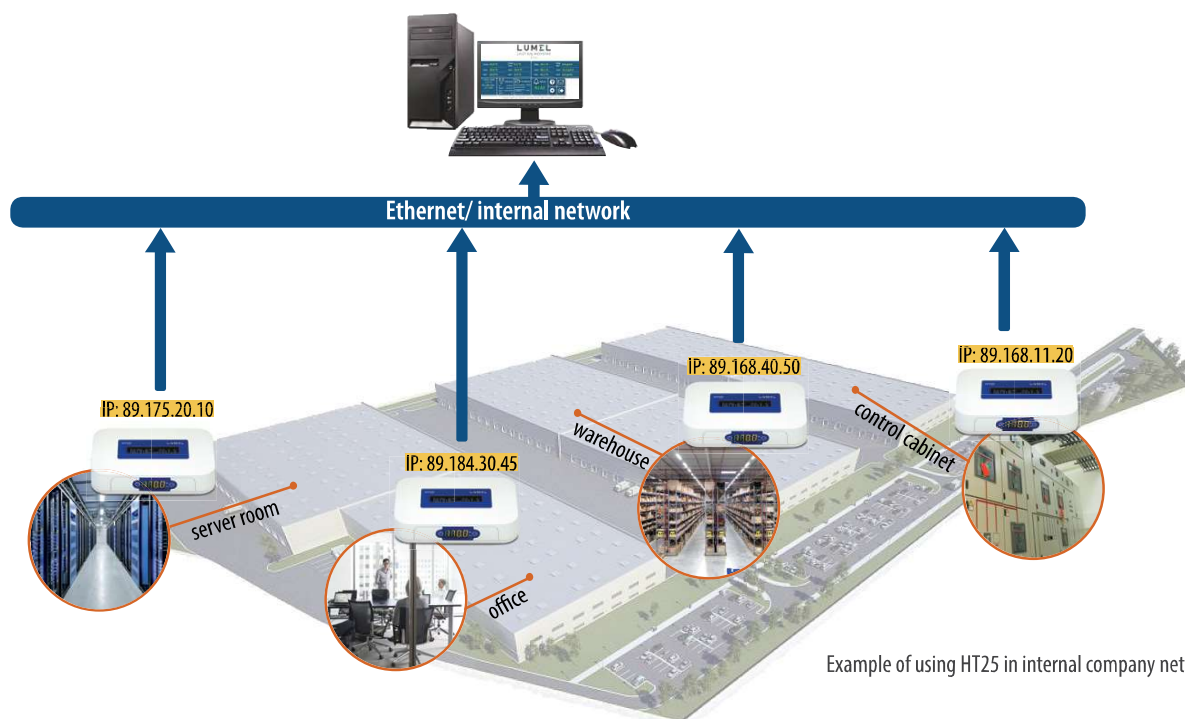 LUMEL
Ethernet/ internal network
IP: 89.168.40.50
IP: 89.168.11.20
IP: 89.175.20.10
IP: 89.184.30.45
control cabinet
warehouse
server room
office
Example of using HT25 in internal company net